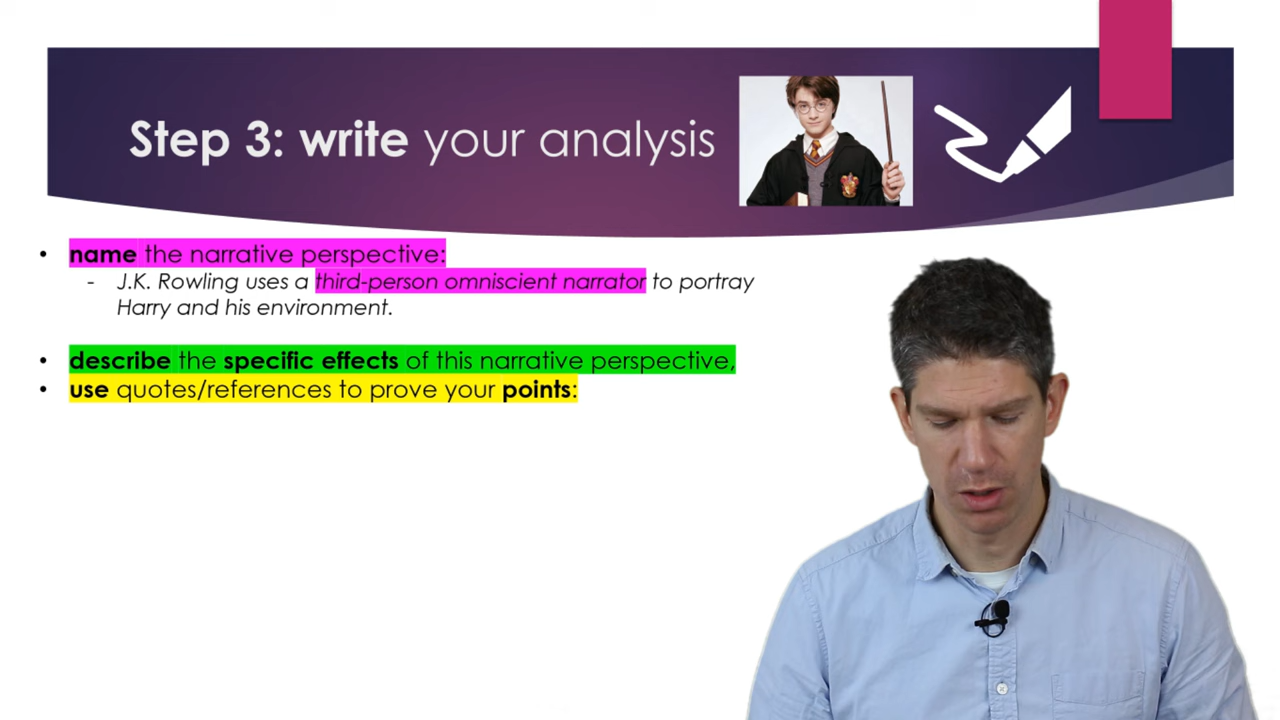 Step 3: write your analysis
• name the narrative perspective:
- J.K. Rowling uses a third-person omniscient narrator to portray
Harry and his environment.
• describe the specific effects of this narrative perspective,
• use quotes/references to prove your points: